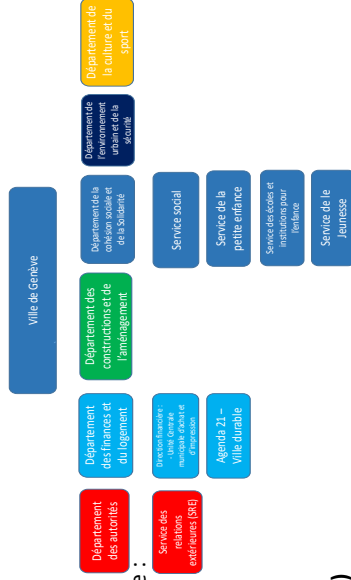 Ville de Genève
Département
des autorités
Département
des finances et
du logement
Département des
constructions et de
l'aménagement
Département de la
cohésion sociale et
de la Solidarité
Département de
l'environnement
urbain et de la
sécurité
Département de
la culture et du
sport
Service des
relations
extérieures (SRE)
Direction financière :
- Unité Centrale
municipale d'achat et
d'impression
Agenda 21 –
Ville durable
Service social
Service de la
petite enfance
Service des écoles et
institutions pour
l'enfance
Service de le
Jeunesse
e :
)